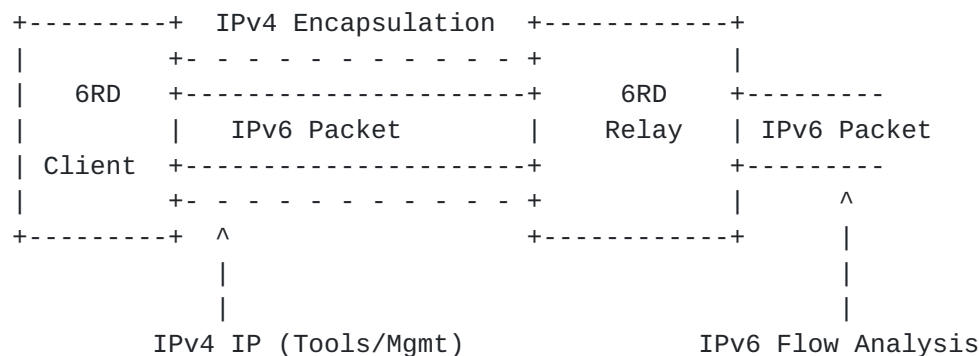 +---------+  IPv4 Encapsulation  +------------+
|         +- - - - - - - - - - - +            |
|   6RD   +----------------------+     6RD    +---------
|         |   IPv6 Packet        |    Relay   | IPv6 Packet
| Client  +----------------------+            +---------
|         +- - - - - - - - - - - +            |      ^
+---------+  ^                   +------------+      |
             |                                       |
             |                                       |
        IPv4 IP (Tools/Mgmt)               IPv6 Flow Analysis